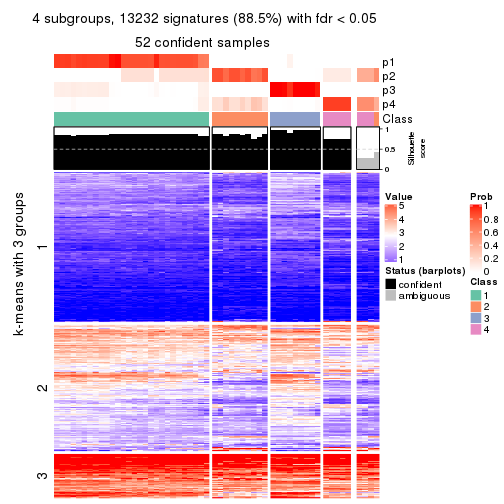 4 subgroups, 13232 signatures (88.5%) with fdr < 0.05
52 confident samples
p1
p2
p3
p4
Class
1
0.5
0
Silhouette
score
k-means with 3 groups
1
2
3
Value
5
4
3
2
1
Status (barplots)
confident
ambiguous
Prob
1
0.8
0.6
0.4
0.2
0
Class
1
2
3
4